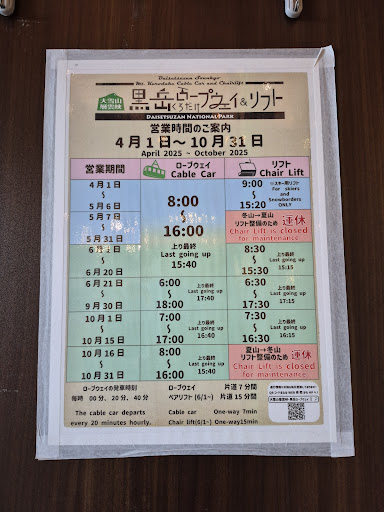 Daisetsuzan Sounkyo
Mt. Kurodake Cable Car and Chairlift
大雪山
層雲峡
黒岳ロープウェイ&リフト
くろだけ
DAISETSUZAN NATIONAL PARK
営業時間のご案内
4月1日〜10月31日
April 2025 ~ October 2025
営業期間
ロープウェイ
Cable Car
リフト
Chair Lift
4月1日
〜
5月6日
8:00
〜
16:00
上り最終
Last going up
15:40
9:00
〜
15:20
※スキー用リフト
For skiers
and
Snowborders
ONLY
5月7日
〜
5月31日
冬山→夏山
リフト整備のため 運休
Chair Lift is closed
for maintenance
6月1日
〜
6月20日
8:30
〜
15:30
上り最終
Last going up
15:15
6月21日
〜
9月30日
6:00
〜
18:00
上り最終
Last going up
17:40
6:30
〜
17:30
上り最終
Last going up
17:15
10月1日
〜
10月15日
7:00
〜
17:00
上り最終
Last going up
16:40
7:30
〜
16:30
上り最終
Last going up
16:15
10月16日
〜
10月31日
8:00
〜
16:00
上り最終
Last going up
15:40
夏山→冬山
リフト整備のため 運休
Chair Lift is closed
for maintenance
ロープウェイの発車時刻
毎時 00分、20分、40分
The cable car departs
every 20 minutes hourly.
ロープウェイ 片道7分間
ペアリフト(6/1~) 片道15分間
Cable car One-way 7min
Chair Lift(6/1~) One-way15min